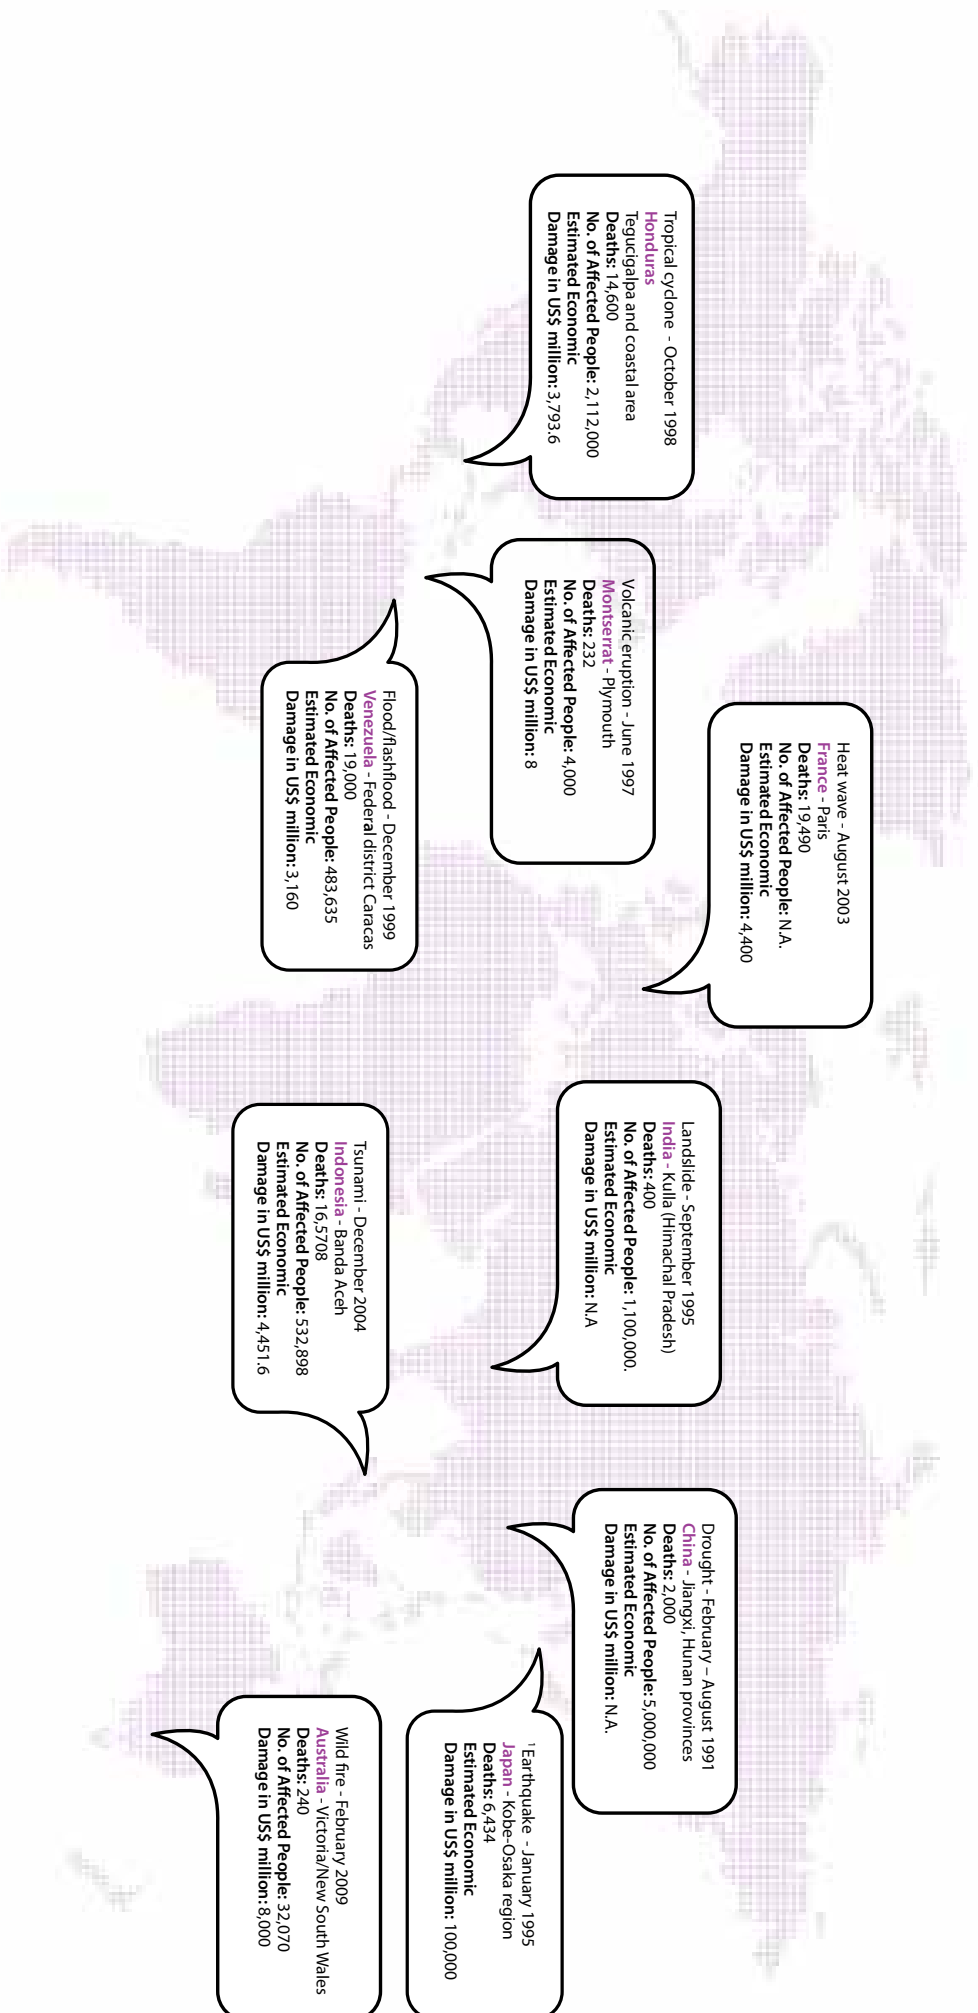 Tropical cyclone - October 1998
Honduras
Tegucigalpa and coastal area
Deaths: 14,600
No. of Affected People: 2,112,000
Estimated Economic
Damage in US$ million: 3,793.6
Volcanic eruption - June 1997
Montserrat - Plymouth
Deaths: 232
No. of Affected People: 4,000
Estimated Economic
Damage in US$ million: 8
Flood/flashflood - December 1999
Venezuela - Federal district Caracas
Deaths: 19,000
No. of Affected People: 483,635
Estimated Economic
Damage in US$ million: 3,160
Heat wave - August 2003
France - Paris
Deaths: 19,490
No. of Affected People: N.A.
Estimated Economic
Damage in US$ million: 4,400
Landslide - September 1995
India - Kulla (Himachal Pradesh)
Deaths: 400
No. of Affected People: 1,100,000.
Estimated Economic
Damage in US$ million: N.A
Tsunami - December 2004
Indonesia - Banda Aceh
Deaths: 16,5708
No. of Affected People: 532,898
Estimated Economic
Damage in US$ million: 4,451.6
Drought - February – August 1991
China - Jiangxi, Hunan provinces
Deaths: 2,000
No. of Affected People: 5,000,000
Estimated Economic
Damage in US$ million: N.A.
¹Earthquake - January 1995
Japan - Kobe-Osaka region
Deaths: 6,434
Estimated Economic
Damage in US$ million: 100,000
Wild fire - February 2009
Australia - Victoria/New South Wales
Deaths: 240
No. of Affected People: 32,070
Damage in US$ million: 8,000